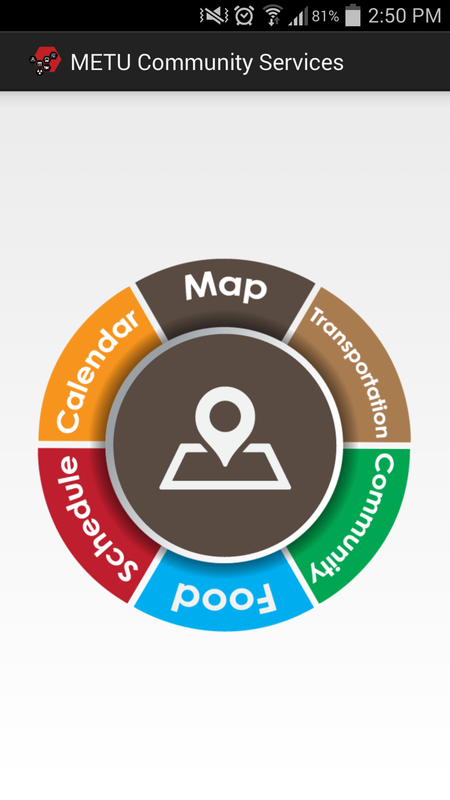 81% 2:50 PM
METU Community Services
Map
Transportation
Community
Food
Schedule
Calendar